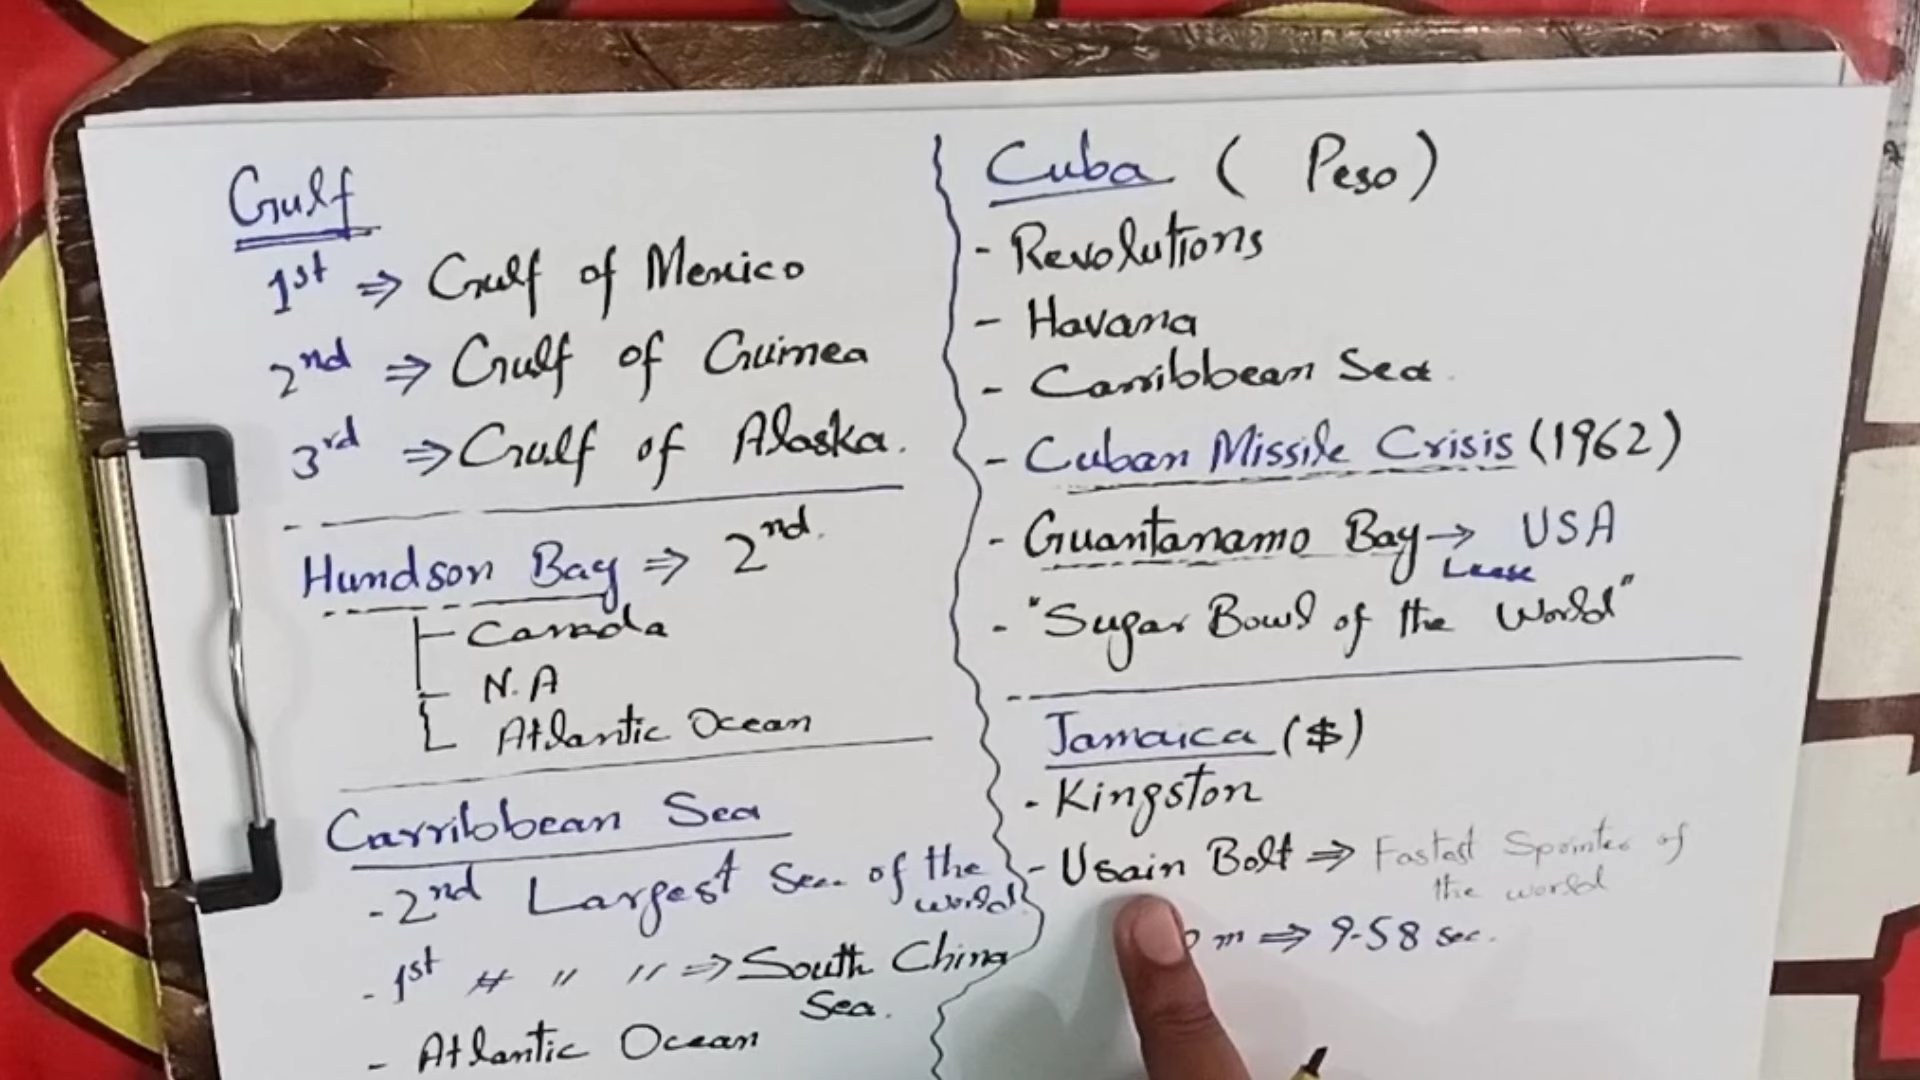 Gulf
1st ⇒ Gulf of Mexico
2nd ⇒ Gulf of Guinea
3rd ⇒ Gulf of Alaska.
Hundson Bay ⇒ 2nd.
Canada
N.A
Atlantic Ocean
Carribbean Sea
- 2nd Largest Sea of the world
- 1st " " " ⇒ South China Sea.
- Atlantic Ocean
Cuba ( Peso )
- Revolutions
- Havana
- Carribbean Sea.
- Cuban Missile Crisis (1962)
- Guantanamo Bay → USA
Lease
- "Sugar Bowl of the World"
Jamaica ($)
- Kingston
- Usain Bolt ⇒ Fastest Sprinter of
the world
m ⇒ 9.58 sec.